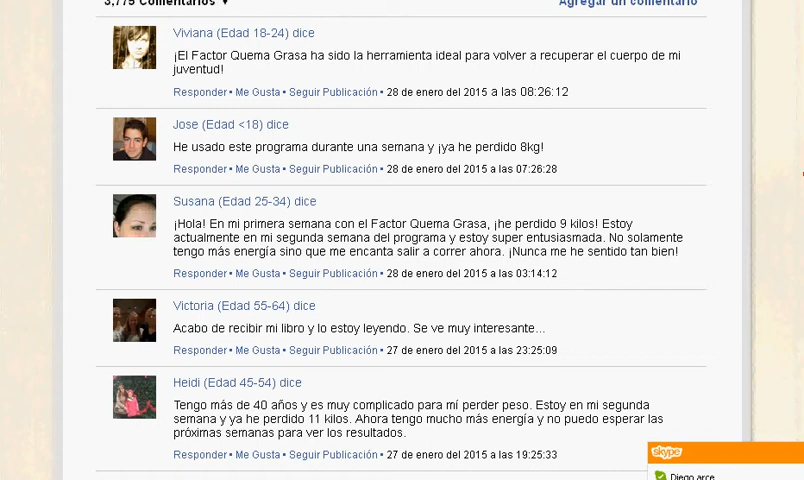 3,775 Comentarios ▼ Agregar un comentario
Viviana (Edad 18-24) dice
¡El Factor Quema Grasa ha sido la herramienta ideal para volver a recuperar el cuerpo de mi
juventud!
Responder • Me Gusta • Seguir Publicación • 28 de enero del 2015 a las 08:26:12
Jose (Edad <18) dice
He usado este programa durante una semana y ¡ya he perdido 8kg!
Responder • Me Gusta • Seguir Publicación • 28 de enero del 2015 a las 07:26:28
Susana (Edad 25-34) dice
¡Hola! En mi primera semana con el Factor Quema Grasa, ¡he perdido 9 kilos! Estoy
actualmente en mi segunda semana del programa y estoy super entusiasmada. No solamente
tengo más energía sino que me encanta salir a correr ahora. ¡Nunca me he sentido tan bien!
Responder • Me Gusta • Seguir Publicación • 28 de enero del 2015 a las 03:14:12
Victoria (Edad 55-64) dice
Acabo de recibir mi libro y lo estoy leyendo. Se ve muy interesante...
Responder • Me Gusta • Seguir Publicación • 27 de enero del 2015 a las 23:25:09
Heidi (Edad 45-54) dice
Tengo más de 40 años y es muy complicado para mí perder peso. Estoy en mi segunda
semana y ya he perdido 11 kilos. Ahora tengo mucho más energía y no puedo esperar las
próximas semanas para ver los resultados.
Responder • Me Gusta • Seguir Publicación • 27 de enero del 2015 a las 19:25:33
skype
Diego arce